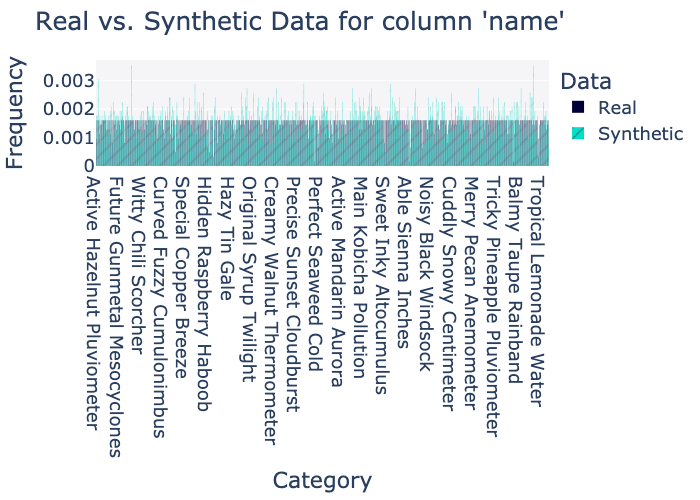 Real vs. Synthetic Data for column 'name'
Frequency
0.003
0.002
0.001
0
Data
Real
Synthetic
Active Hazelnut Pluviometer
Future Gunmetal Mesocyclones
Witty Chili Scorcher
Curved Fuzzy Cumulonimbus
Special Copper Breeze
Hidden Raspberry Haboob
Hazy Tin Gale
Original Syrup Twilight
Creamy Walnut Thermometer
Precise Sunset Cloudburst
Perfect Seaweed Cold
Active Mandarin Aurora
Main Kobicha Pollution
Sweet Inky Altocumulus
Able Sienna Inches
Noisy Black Windsock
Cuddly Snowy Centimeter
Merry Pecan Anemometer
Tricky Pineapple Pluviometer
Balmy Taupe Rainband
Tropical Lemonade Water
Category